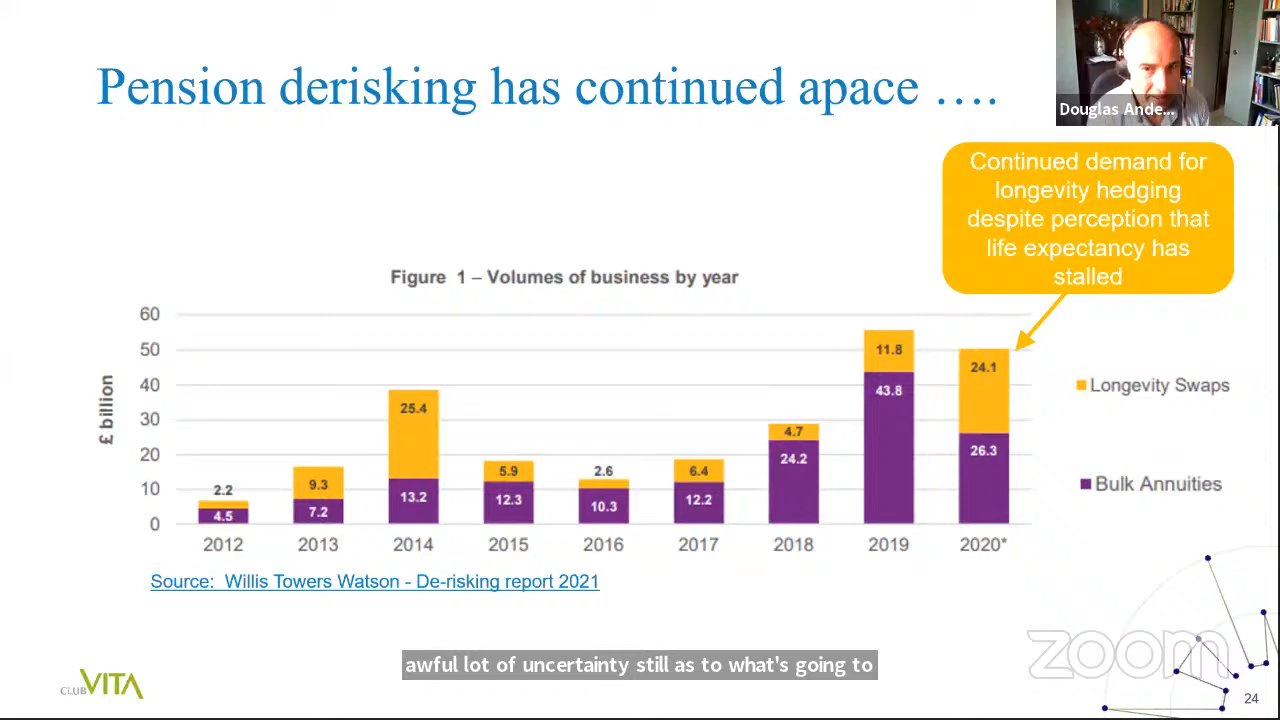 Pension derisking has continued apace ….
Douglas Ande...
Continued demand for
longevity hedging
despite perception that
life expectancy has
stalled
Figure 1 – Volumes of business by year
£ billion
60
50
40
30
20
10
0
2.2
4.5
9.3
7.2
25.4
13.2
5.9
12.3
2.6
10.3
6.4
12.2
4.7
24.2
11.8
43.8
24.1
26.3
2012 2013 2014 2015 2016 2017 2018 2019 2020*
Longevity Swaps
Bulk Annuities
Source: Willis Towers Watson - De-risking report 2021
awful lot of uncertainty still as to what's going to
CLUB VITA
zoom
24